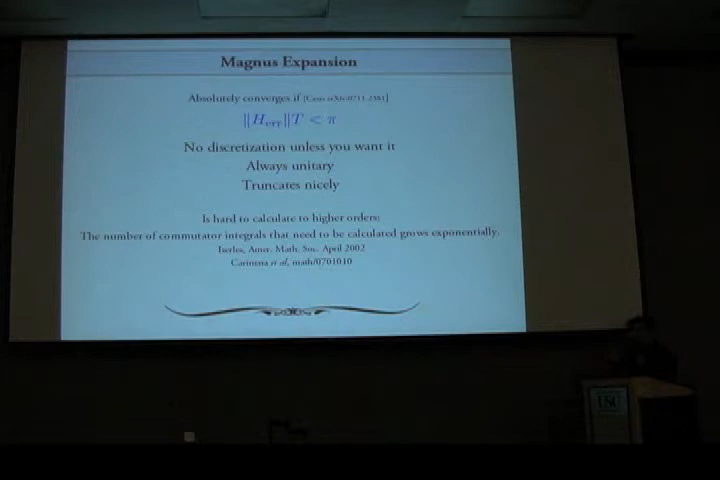 Magnus Expansion
Absolutely converges if [Casas arXiv:0711.2381]
‖H_err‖T < π
No discretization unless you want it
Always unitary
Truncates nicely
Is hard to calculate to higher orders:
The number of commutator integrals that need to be calculated grows exponentially.
Iserles, Amer. Math. Soc. April 2002
Carinena et al, math/0701010
USC